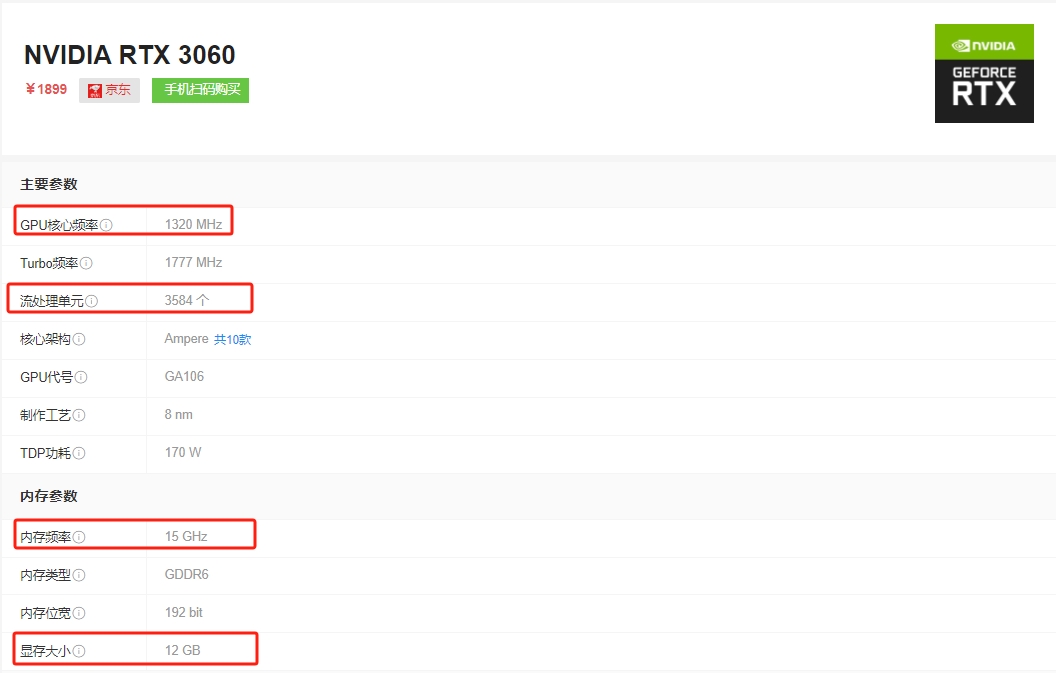 NVIDIA RTX 3060
￥1899 京东 手机扫码购买
NVIDIA
GEFORCE
RTX
主要参数
GPU核心频率 1320 MHz
Turbo频率 1777 MHz
流处理单元 3584 个
核心架构 Ampere 共10款
GPU代号 GA106
制作工艺 8 nm
TDP功耗 170 W
内存参数
内存频率 15 GHz
内存类型 GDDR6
内存位宽 192 bit
显存大小 12 GB